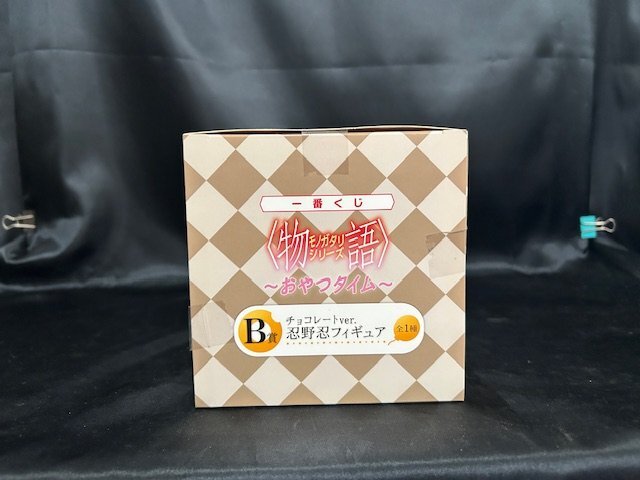 一番くじ
〈物語〉
モノガタリ
シリーズ
～おやつタイム～
B賞
チョコレートver.
忍野忍フィギュア
全1種